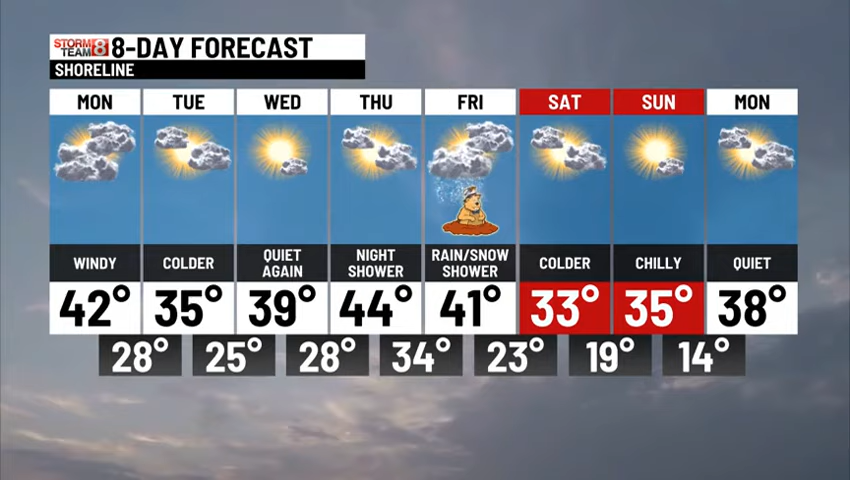 STORM
TEAM 8
8-DAY FORECAST
SHORELINE
MON TUE WED THU FRI SAT SUN MON
WINDY
COLDER
QUIET
AGAIN
NIGHT
SHOWER
RAIN/SNOW
SHOWER
COLDER
CHILLY
QUIET
42° 35° 39° 44° 41° 33° 35° 38°
28° 25° 28° 34° 23° 19° 14°